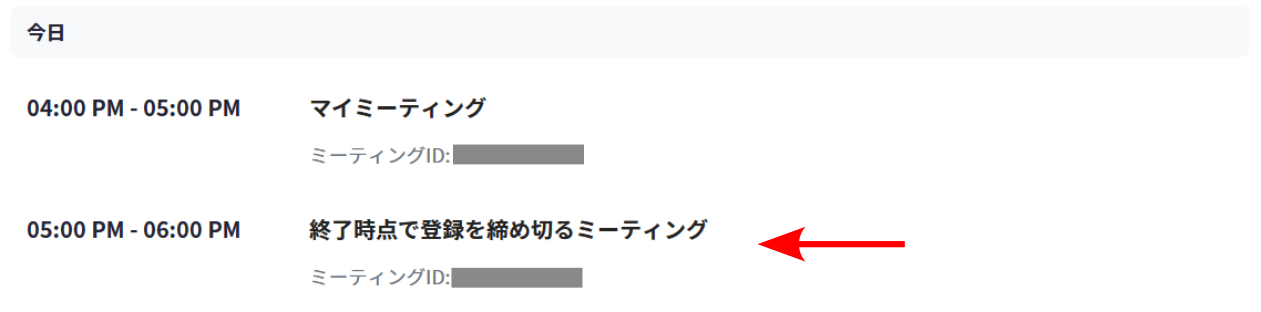 今日
04:00 PM - 05:00 PM マイミーティング
ミーティングID:
05:00 PM - 06:00 PM 終了時点で登録を締め切るミーティング
ミーティングID: